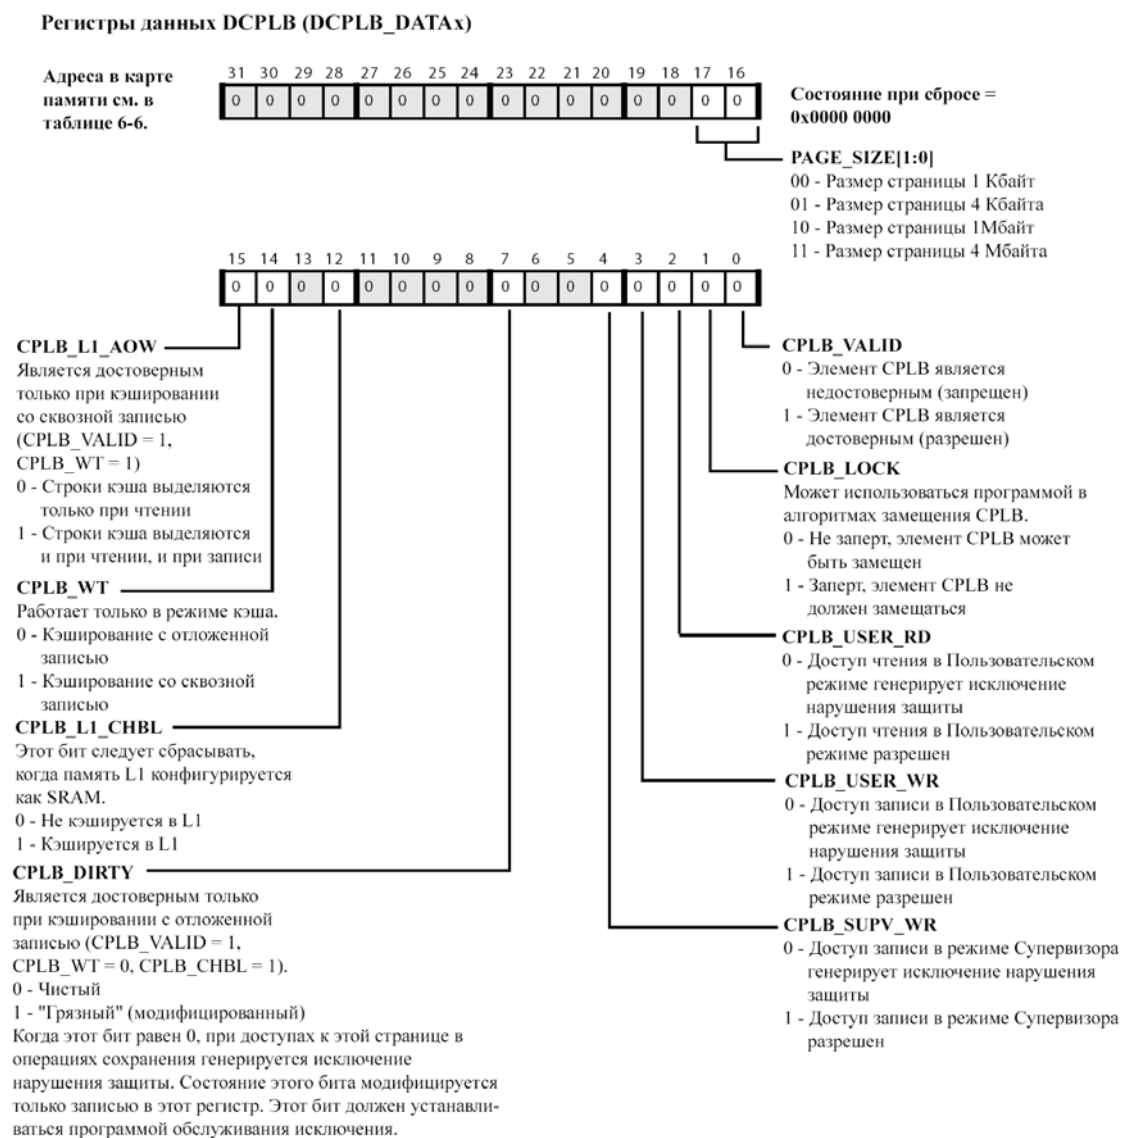 Регистры данных DCPLB (DCPLB_DATAx)
Адреса в карте
памяти см. в
таблице 6-6.
31 30 29 28 27 26 25 24 23 22 21 20 19 18 17 16
0 0 0 0 0 0 0 0 0 0 0 0 0 0 0 0
Состояние при сбросе =
0x0000 0000
PAGE_SIZE[1:0]
00 - Размер страницы 1 Кбайт
01 - Размер страницы 4 Кбайта
10 - Размер страницы 1Мбайт
11 - Размер страницы 4 Мбайта
15 14 13 12 11 10 9 8 7 6 5 4 3 2 1 0
0 0 0 0 0 0 0 0 0 0 0 0 0 0 0 0
CPLB_L1_AOW
Является достоверным
только при кэшировании
со сквозной записью
(CPLB_VALID = 1,
CPLB_WT = 1)
0 - Строки кэша выделяются
только при чтении
1 - Строки кэша выделяются
и при чтении, и при записи
CPLB_WT
Работает только в режиме кэша.
0 - Кэширование с отложенной
записью
1 - Кэширование со сквозной
записью
CPLB_L1_CHBL
Этот бит следует сбрасывать,
когда память L1 конфигурируется
как SRAM.
0 - Не кэшируется в L1
1 - Кэшируется в L1
CPLB_DIRTY
Является достоверным только
при кэшировании с отложенной
записью (CPLB_VALID = 1,
CPLB_WT = 0, CPLB_CHBL = 1).
0 - Чистый
1 - "Грязный" (модифицированный)
Когда этот бит равен 0, при доступах к этой странице в
операциях сохранения генерируется исключение
нарушения защиты. Состояние этого бита модифицируется
только записью в этот регистр. Этот бит должен устанавли-
ваться программой обслуживания исключения.
CPLB_VALID
0 - Элемент CPLB является
недостоверным (запрещен)
1 - Элемент CPLB является
достоверным (разрешен)
CPLB_LOCK
Может использоваться программой в
алгоритмах замещения CPLB.
0 - Не заперт, элемент CPLB может
быть замещен
1 - Заперт, элемент CPLB не
должен замещаться
CPLB_USER_RD
0 - Доступ чтения в Пользовательском
режиме генерирует исключение
нарушения защиты
1 - Доступ чтения в Пользовательском
режиме разрешен
CPLB_USER_WR
0 - Доступ записи в Пользовательском
режиме генерирует исключение
нарушения защиты
1 - Доступ записи в Пользовательском
режиме разрешен
CPLB_SUPV_WR
0 - Доступ записи в режиме Супервизора
генерирует исключение нарушения
защиты
1 - Доступ записи в режиме Супервизора
разрешен